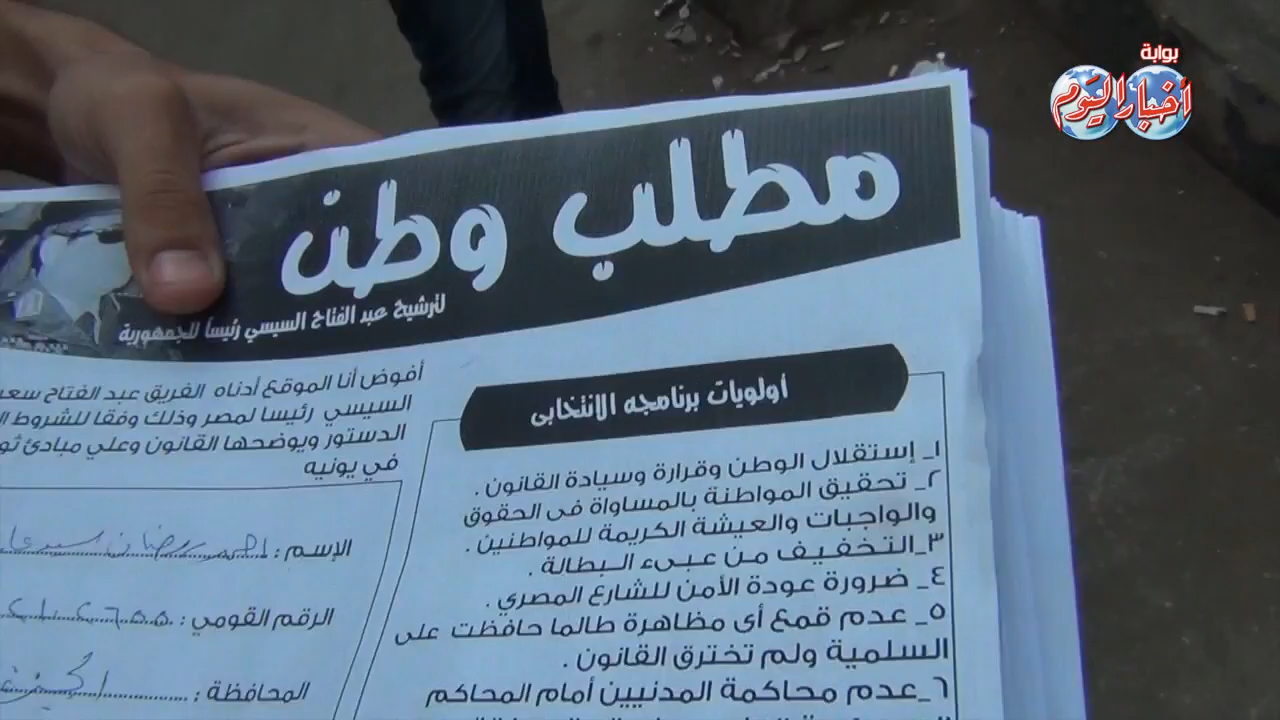 بوابة
أخبار اليوم
مطلب وطن
لترشيح عبد الفتاح السيسي رئيساً للجمهورية
أفوض أنا الموقع أدناه الفريق عبد الفتاح
السيسي رئيسا لمصر وذلك وفقا للشروط
الدستور ويوضحها القانون وعلي مبادئ
في يونيه
الإسم : احمد رمضان
الرقم القومي :
المحافظة : الجيزة
أولويات برنامجه الانتخابى
١_ إستقلال الوطن وقرارة وسيادة القانون .
٢_ تحقيق المواطنة بالمساواة فى الحقوق
والواجبات والعيشة الكريمة للمواطنين .
٣_التخفيف من عبىء البطالة .
٤_ ضرورة عودة الأمن للشارع المصري .
٥_ عدم قمع أى مظاهرة طالما حافظت على
السلمية ولم تخترق القانون .
٦_عدم محاكمة المدنيين أمام المحاكم